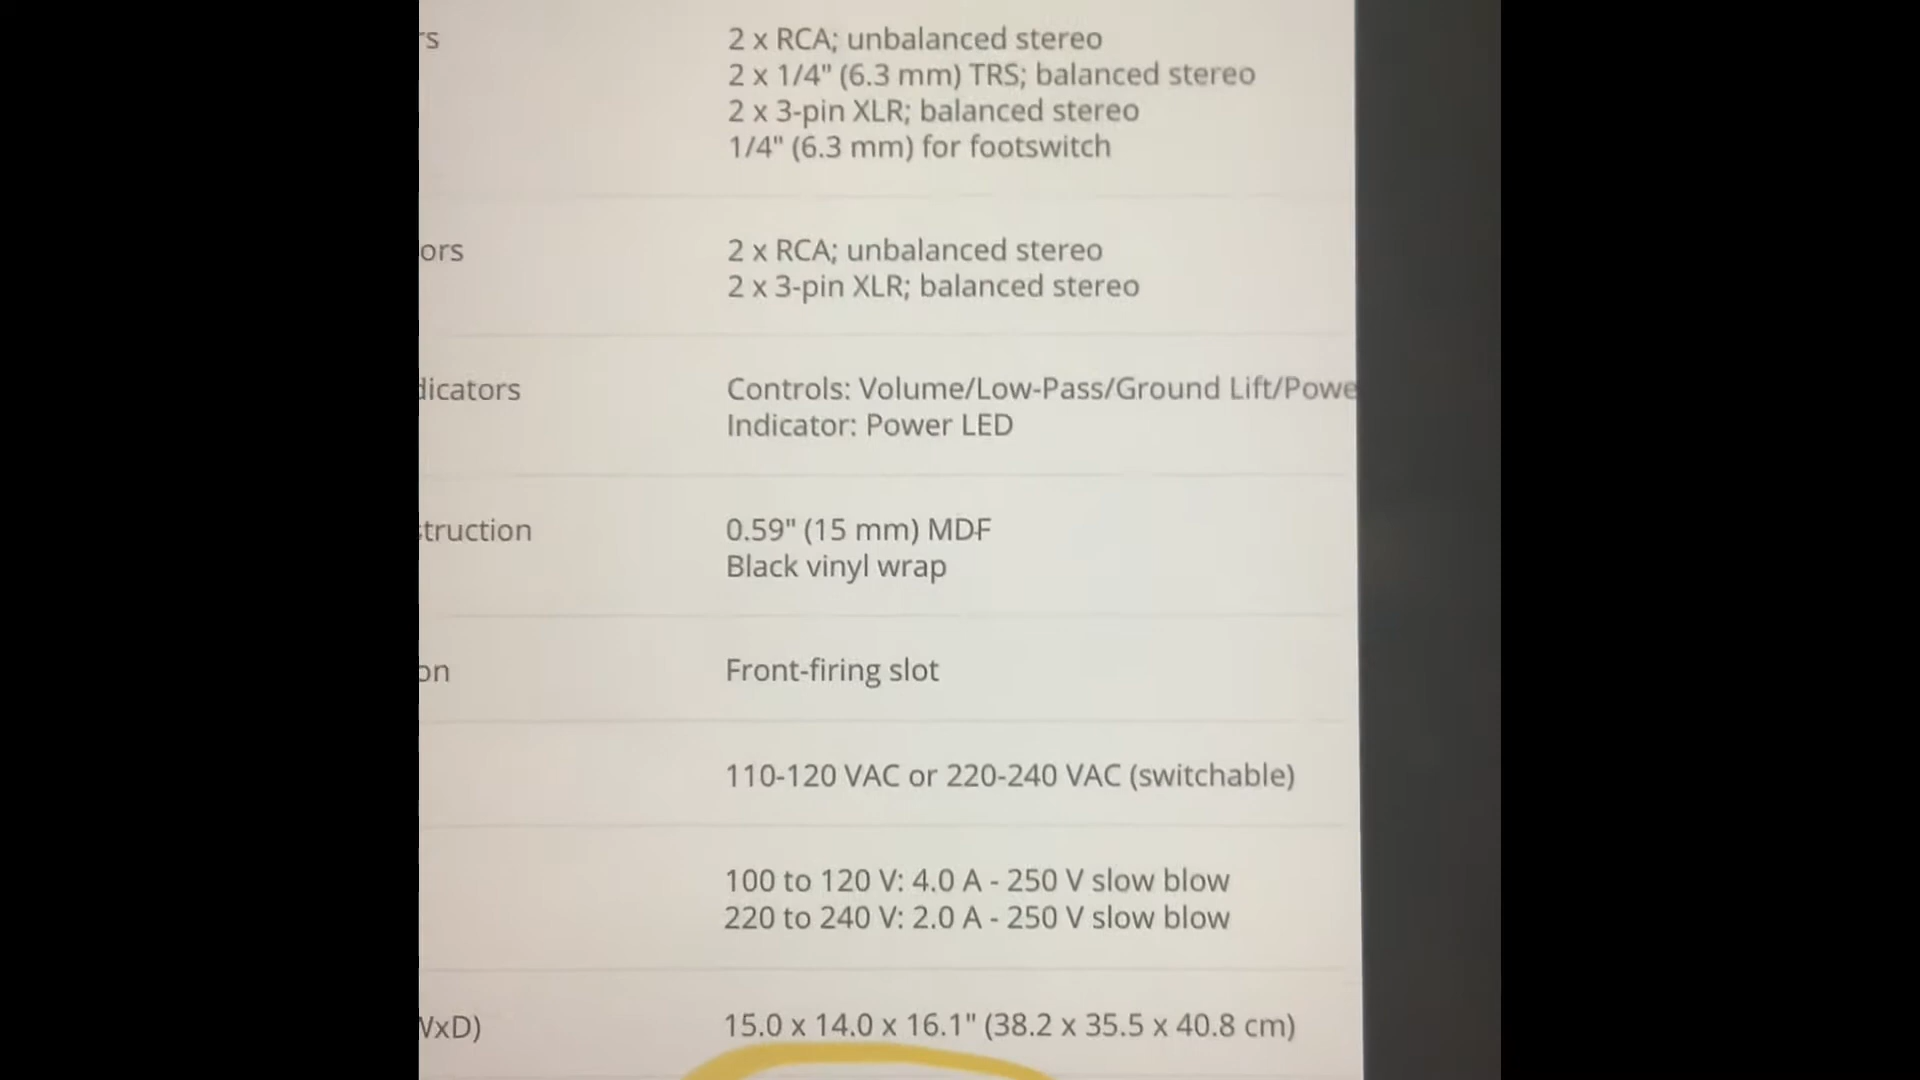 rs 2 x RCA; unbalanced stereo
2 x 1/4" (6.3 mm) TRS; balanced stereo
2 x 3-pin XLR; balanced stereo
1/4" (6.3 mm) for footswitch
ors 2 x RCA; unbalanced stereo
2 x 3-pin XLR; balanced stereo
dicators Controls: Volume/Low-Pass/Ground Lift/Powe
Indicator: Power LED
struction 0.59" (15 mm) MDF
Black vinyl wrap
on Front-firing slot
110-120 VAC or 220-240 VAC (switchable)
100 to 120 V: 4.0 A - 250 V slow blow
220 to 240 V: 2.0 A - 250 V slow blow
WxD) 15.0 x 14.0 x 16.1" (38.2 x 35.5 x 40.8 cm)